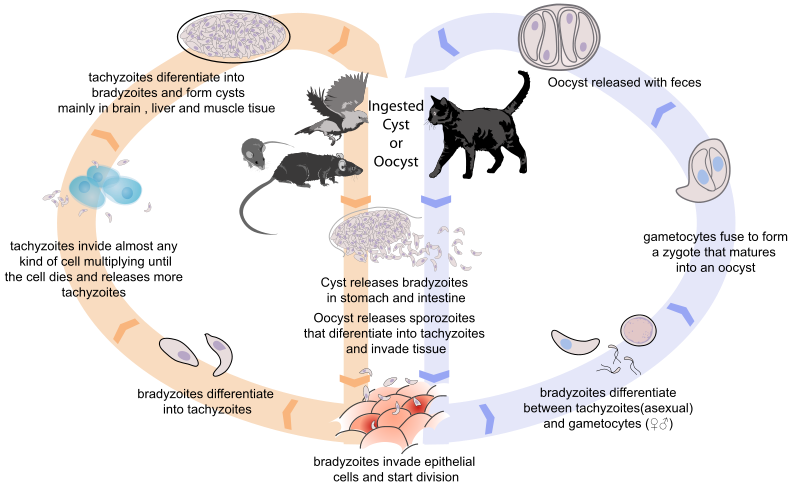 tachyzoites diferentiate into
bradyzoites and form cysts
mainly in brain , liver and muscle tisue
Oocyst released with feces
Ingested
Cyst
or
Oocyst
tachyzoites invide almost any
kind of cell multiplying until
the cell dies and releases more
tachyzoites
gametocytes fuse to form
a zygote that matures
into an oocyst
Cyst releases bradyzoites
in stomach and intestine
Oocyst releases sporozoites
that diferentiate into tachyzoites
and invade tissue
bradyzoites differentiate
into tachyzoites
bradyzoites differentiate
between tachyzoites(asexual)
and gametocytes (♀♂)
bradyzoites invade epithelial
cells and start division